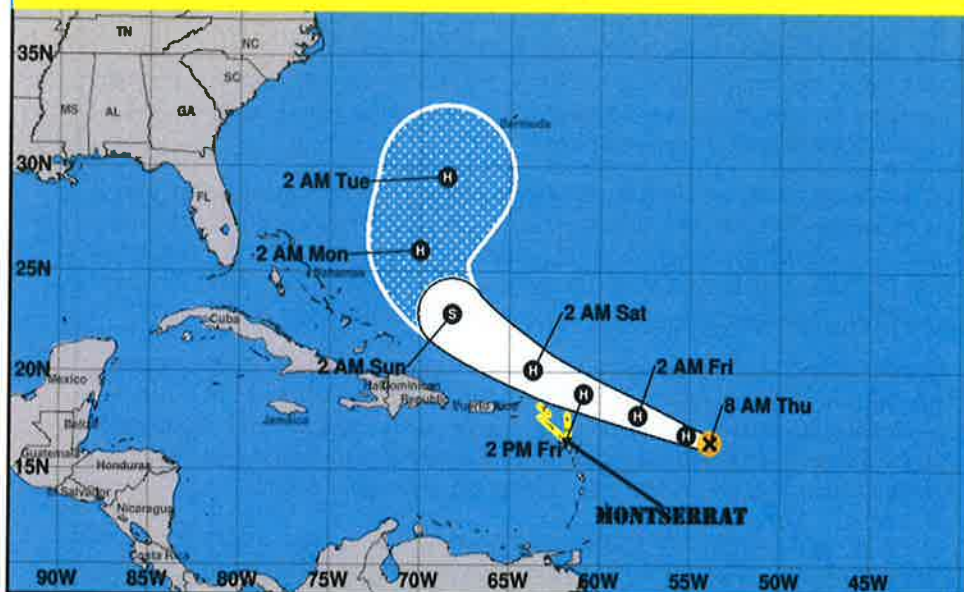 TN
NC
35N
SC
MS
AL
GA
Bermuda
30N
FL
2 AM Tue
H
2 AM Mon
H
25N
Bahamas
S
2 AM Sat
Cuba
2 AM Sun
H
2 AM Fri
20N
Mexico
Haiti
Dominican
Republic
Puerto Rico
H
8 AM Thu
Jamaica
Belize
H
H
2 PM Fri
15N
Guatemala
Honduras
El Salvador
Nicaragua
MONTSERRAT
Costa Rica
90W 85W 80W 75W 70W 65W 60W 55W 50W 45W 40W